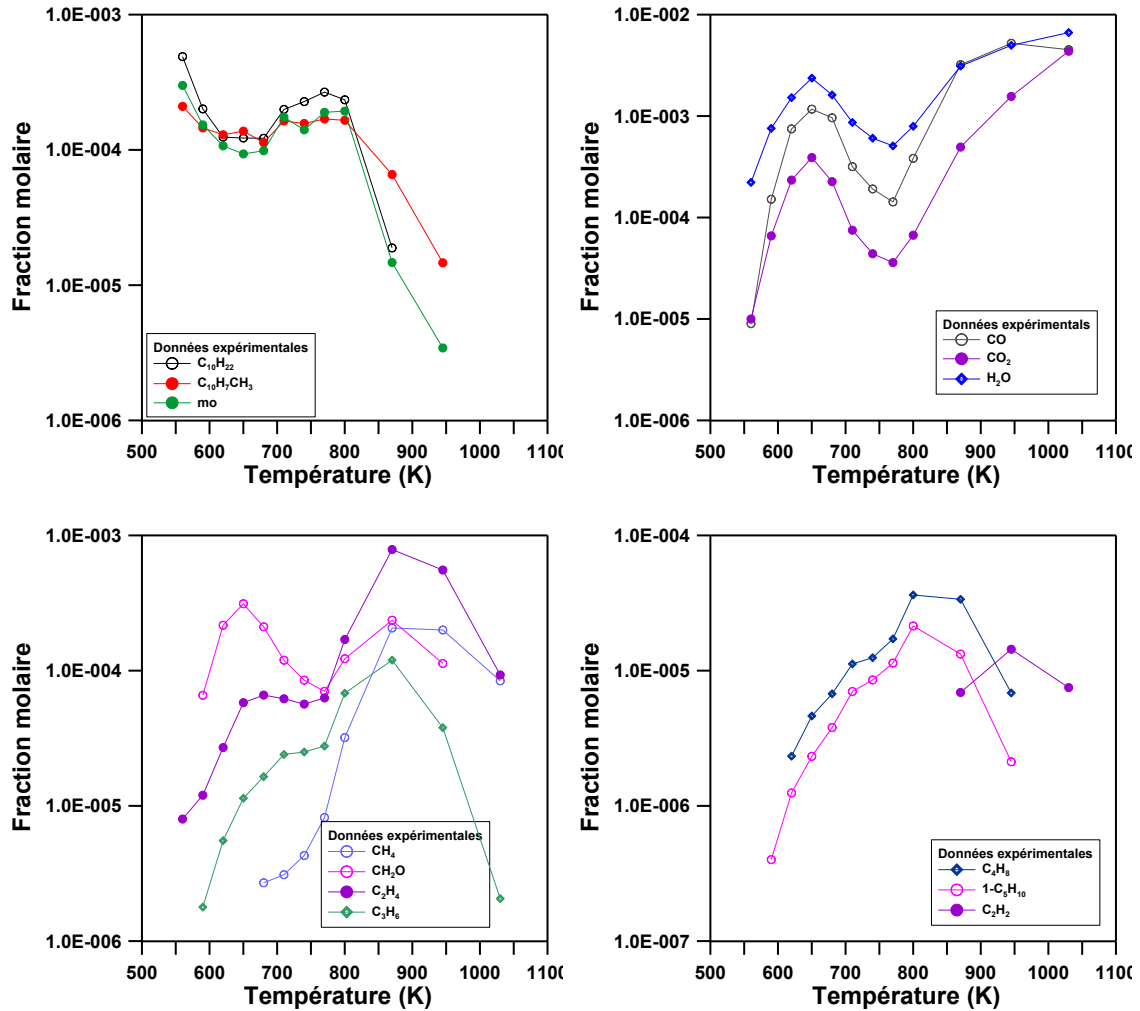 1.0E-003
1.0E-004
1.0E-005
1.0E-006
Fraction molaire
Données expérimentales
C₁₀H₂₂
C₁₀H₇CH₃
mo
500 600 700 800 900 1000 1100
Température (K)
1.0E-002
1.0E-003
1.0E-004
1.0E-005
1.0E-006
Fraction molaire
Données expérimentals
CO
CO₂
H₂O
500 600 700 800 900 1000 110
Température (K)
1.0E-003
1.0E-004
1.0E-005
1.0E-006
Fraction molaire
Données expérimentales
CH₄
CH₂O
C₂H₄
C₃H₆
500 600 700 800 900 1000 110
Température (K)
1.0E-004
1.0E-005
1.0E-006
1.0E-007
Fraction molaire
Données expérimentales
C₄H₈
1-C₅H₁₀
C₂H₂
500 600 700 800 900 1000 110
Température (K)